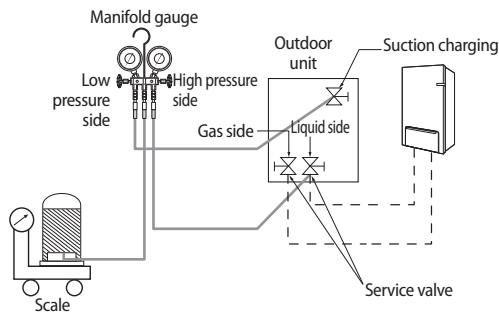 Manifold gauge
Low
pressure
side
High pressure
side
Outdoor
unit
Suction charging
Gas side
Liquid side
Service valve
Scale